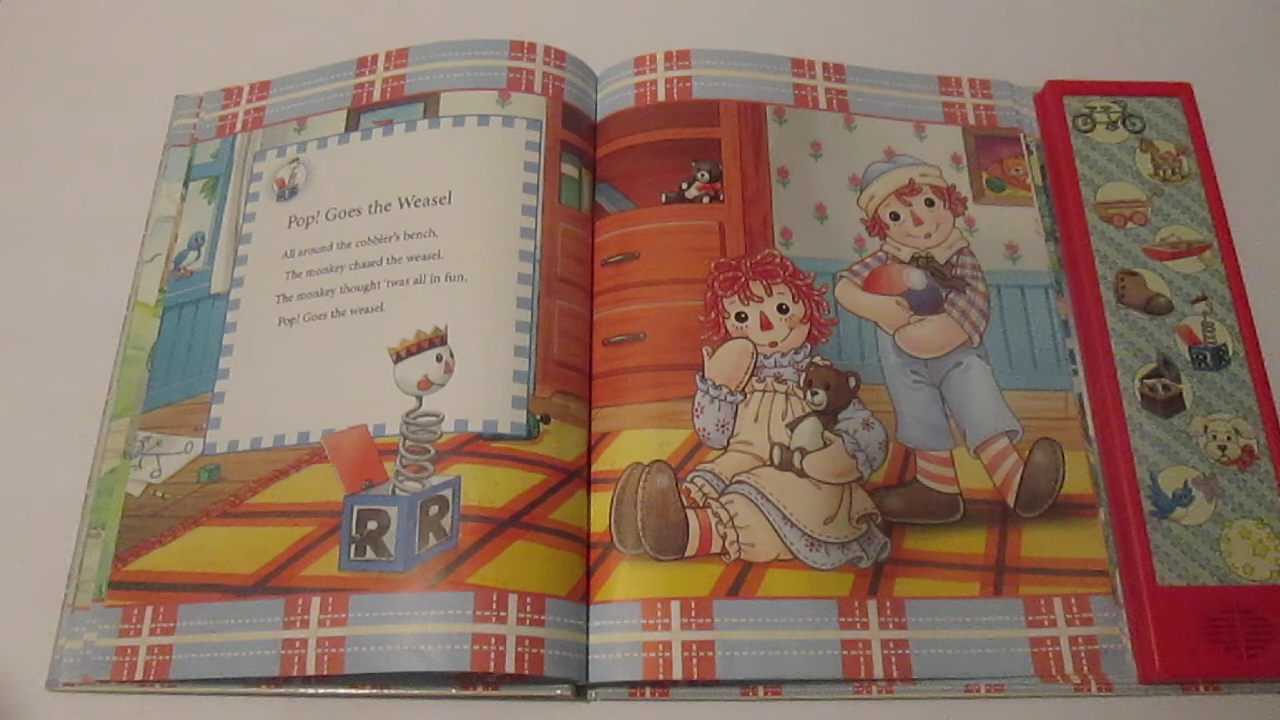 Pop! Goes the Weasel
All around the cobbler's bench,
The monkey chased the weasel.
The monkey thought 'twas all in fun,
Pop! Goes the weasel.
R R
R R